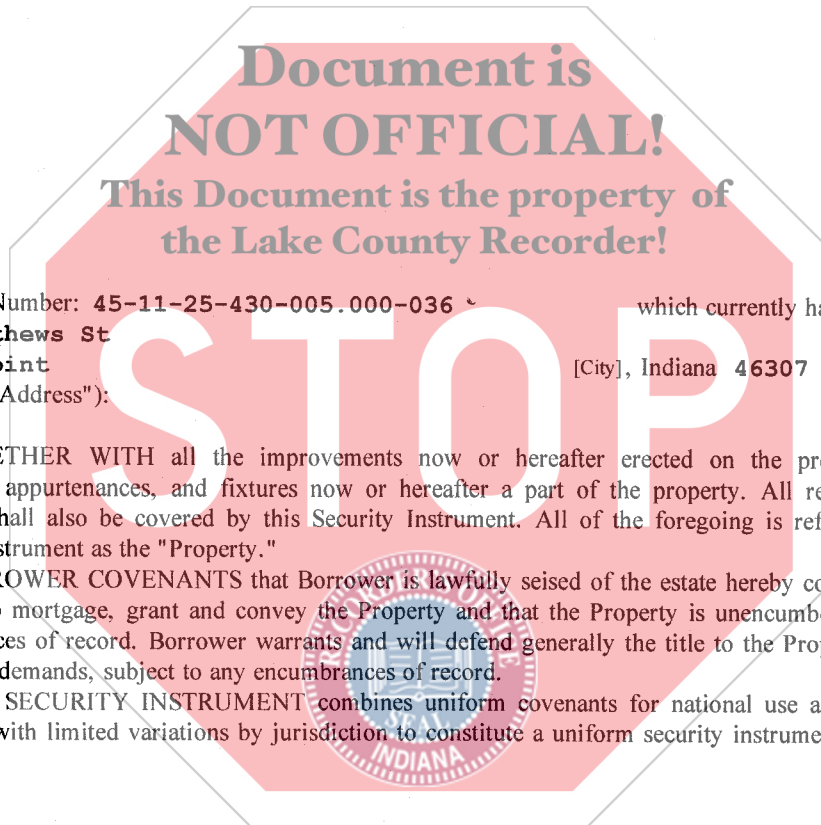 Document is
NOT OFFICIAL!
This Document is the property of
the Lake County Recorder!
Number: 45-11-25-430-005.000-036 which currently ha
thews St
oint [City], Indiana 46307
Address"):
STOP
ETHER WITH all the improvements now or hereafter erected on the pro
appurtenances, and fixtures now or hereafter a part of the property. All re
hall also be covered by this Security Instrument. All of the foregoing is ref
strument as the "Property."
ROWER COVENANTS that Borrower is lawfully seised of the estate hereby co
mortgage, grant and convey the Property and that the Property is unencumb
ces of record. Borrower warrants and will defend generally the title to the Prop
demands, subject to any encumbrances of record.
SECURITY INSTRUMENT combines uniform covenants for national use a
with limited variations by jurisdiction to constitute a uniform security instrume
SEAL
INDIANA